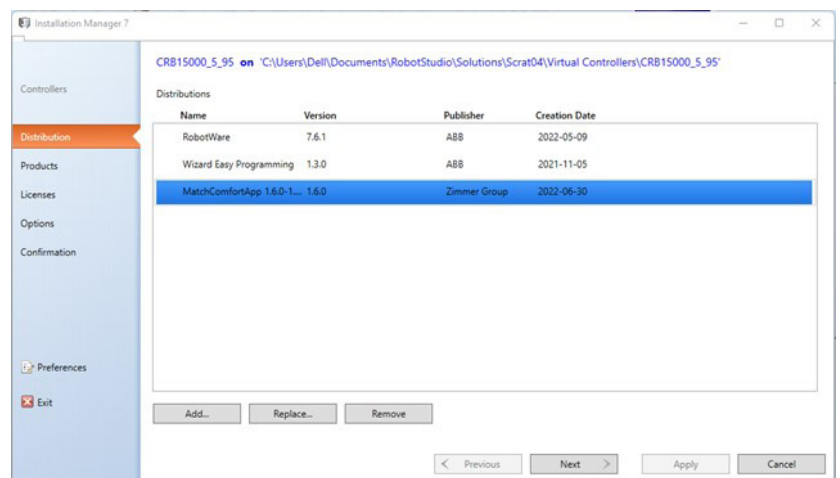 Installation Manager 7
CRB15000_5_95 on 'C:\Users\Dell\Documents\RobotStudio\Solutions\Scrat04\Virtual Controllers\CRB15000_5_95'
Controllers
Distribution
Products
Licenses
Options
Confirmation
Preferences
Exit
Distributions
Name Version Publisher Creation Date
RobotWare 7.6.1 ABB 2022-05-09
Wizard Easy Programming 1.3.0 ABB 2021-11-05
MatchComfortApp 1.6.0-1.... 1.6.0 Zimmer Group 2022-06-30
Add... Replace... Remove
< Previous Next > Apply Cancel